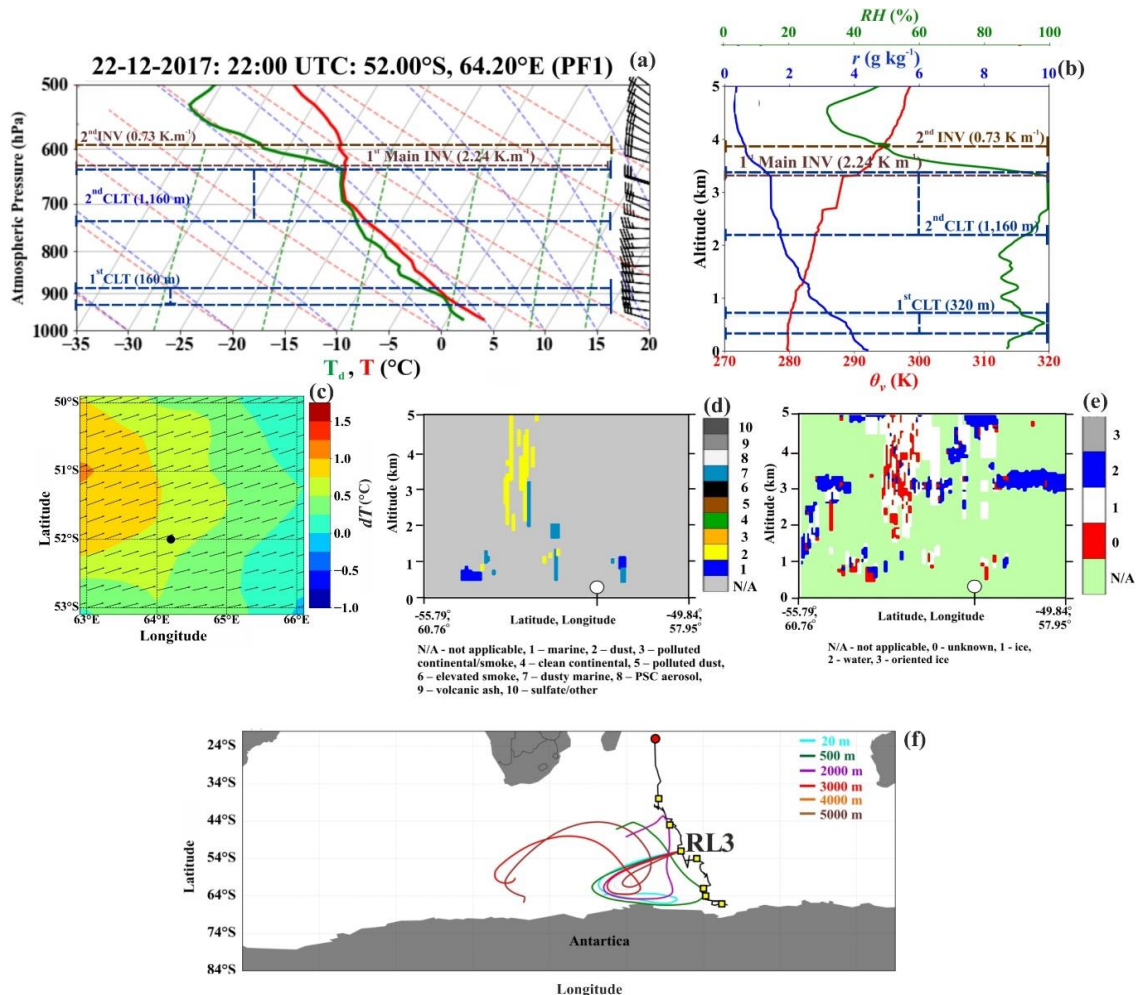 22-12-2017: 22:00 UTC: 52.00°S, 64.20°E (PF1)
(a)
Atmospheric Pressure (hPa)
500
600
700
800
900
1000
2nd INV (0.73 K.m-1)
1st Main INV (2.24 K.m-1)
2nd CLT (1,160 m)
1st CLT (160 m)
−35 −30 −25 −20 −15 −10 −5 0 5 10 15 20
Td , T (°C)
RH (%)
0 20 40 60 80 100
r (g kg-1)
0 2 4 6 8 10
(b)
Altitude (km)
5
4
3
2
1
0
2nd INV (0.73 K.m-1)
1st Main INV (2.24 K m-1)
2nd CLT (1,160 m)
1st CLT (320 m)
270 280 290 300 310 320
θv (K)
(c)
Latitude
50°S
51°S
52°S
53°S
63°E 64°E 65°E 66°E
Longitude
1.5
1.0
0.5
0.0
−0.5
−1.0
dT (°C)
(d)
Altitude (km)
5
4
3
2
1
0
10
9
8
7
6
5
4
3
2
1
N/A
-55.79,
60.76°
Latitude, Longitude
-49.84,
57.95°
N/A - not applicable, 1 – marine, 2 – dust, 3 – polluted
continental/smoke, 4 – clean continental, 5 – polluted dust,
6 – elevated smoke, 7 – dusty marine, 8 – PSC aerosol,
9 – volcanic ash, 10 – sulfate/other
(e)
Altitude (km)
5
4
3
2
1
0
3
2
1
0
N/A
-55.79,
60.76°
Latitude, Longitude
-49.84,
57.95°
N/A - not applicable, 0 - unknown, 1 - ice,
2 - water, 3 - oriented ice
(f)
Latitude
24°S
34°S
44°S
54°S
64°S
74°S
84°S
20 m
500 m
2000 m
3000 m
4000 m
5000 m
RL3
Antartica
Longitude